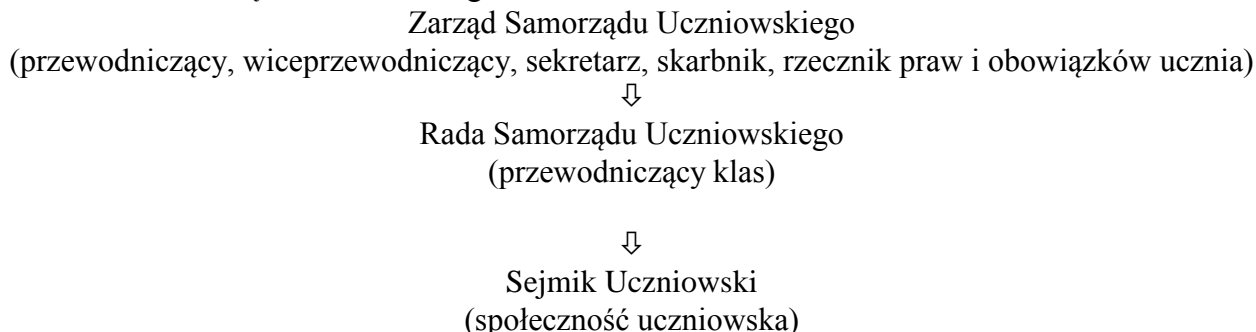 Zarząd Samorządu Uczniowskiego
(przewodniczący, wiceprzewodniczący, sekretarz, skarbnik, rzecznik praw i obowiązków ucznia)
⇩
Rada Samorządu Uczniowskiego
(przewodniczący klas)
⇩
Sejmik Uczniowski
(społeczność uczniowska)